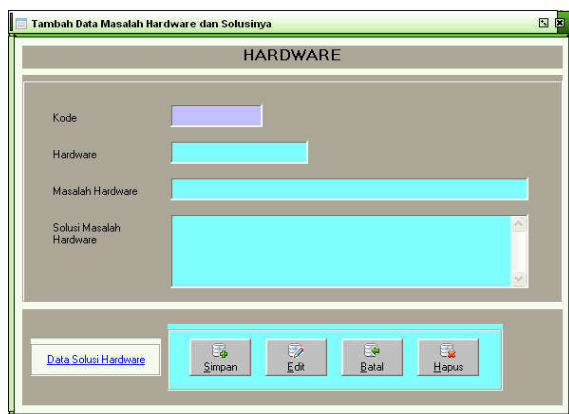 Tambah Data Masalah Hardware dan Solusinya
HARDWARE
Kode
Hardware
Masalah Hardware
Solusi Masalah
Hardware
Data Solusi Hardware
Simpan
Edit
Batal
Hapus